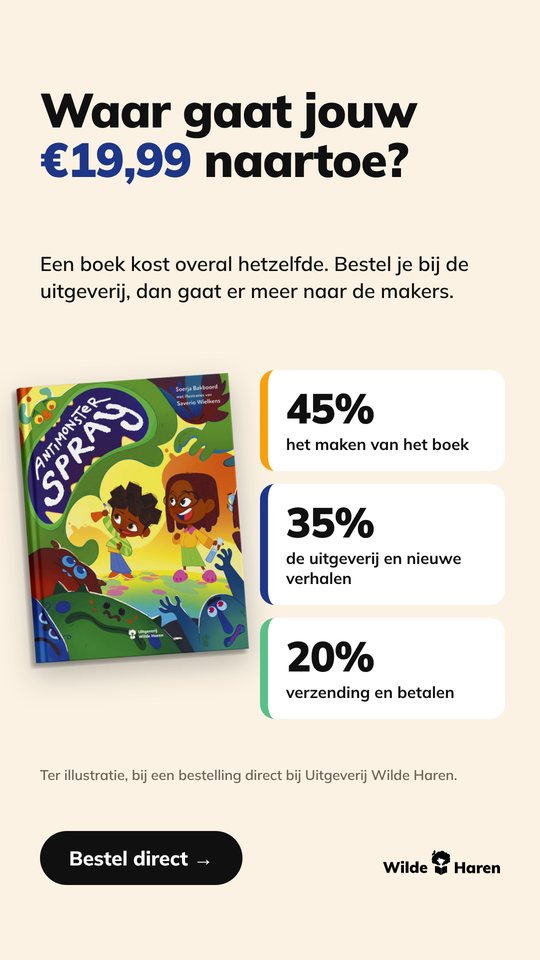 Waar gaat jouw
€19,99 naartoe?
Een boek kost overal hetzelfde. Bestel je bij de
uitgeverij, dan gaat er meer naar de makers.
Soerja Bakboord
met illustraties van
Saverio Wielkens
ANTIMONSTER
SPRAY
Uitgeverij
Wilde Haren
45%
het maken van het boek
35%
de uitgeverij en nieuwe
verhalen
20%
verzending en betalen
Ter illustratie, bij een bestelling direct bij Uitgeverij Wilde Haren.
Bestel direct →
Wilde Haren